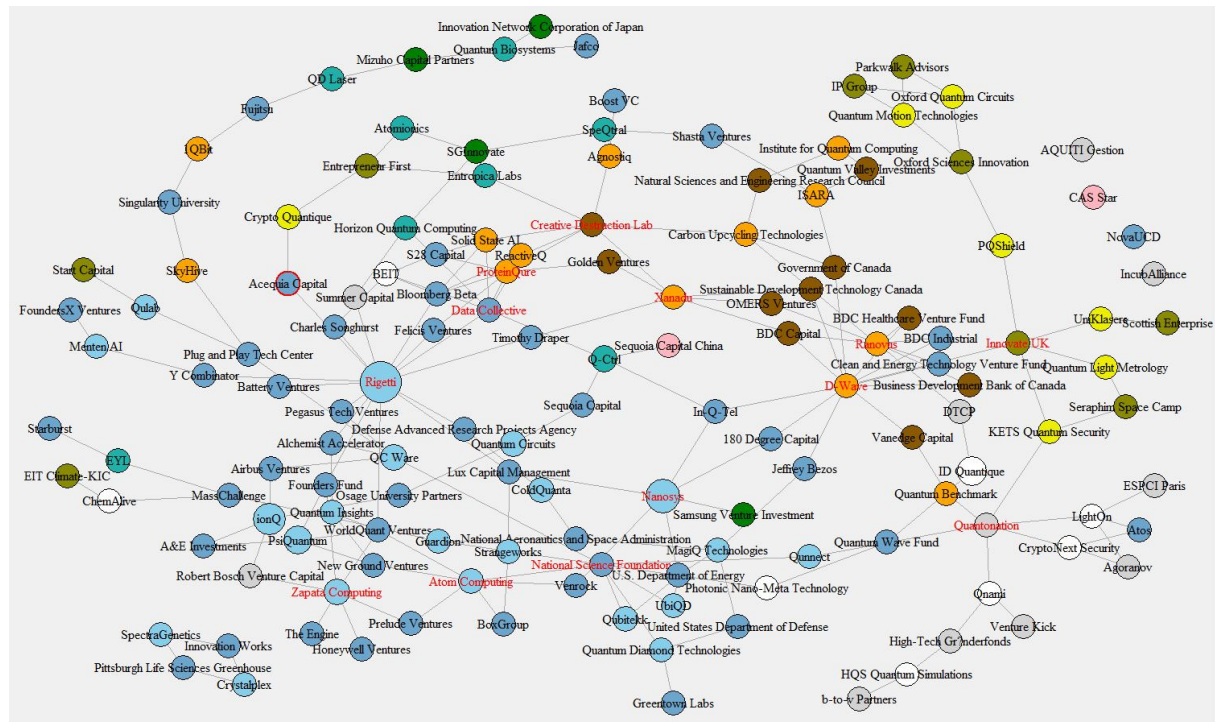 Innovation Network Corporation of Japan
Quantum Biosystems
Jafco
Mizuho Capital Partners
QD Laser
Fujitsu
1QBit
Singularity University
SkyHive
Atomionics
Entrepreneur First
SGInnovate
Entropica Labs
Boost VC
SpeQtral
Agnostiq
Shasta Ventures
Parkwalk Advisors
IP Group
Oxford Quantum Circuits
Quantum Motion Technologies
Institute for Quantum Computing
Oxford Sciences Innovation
Quantum Valley Investments
Natural Sciences and Engineering Research Council
ISARA
AQUITI Gestion
CAS Star
NovaUCD
IncubAlliance
Crypto Quantique
Horizon Quantum Computing
Creative Destruction Lab
Carbon Upcycling Technologies
Solid State AI
ReactiveQ
S28 Capital
PQShield
BEIT
ProteinQure
Golden Ventures
Government of Canada
Start Capital
Acequia Capital
Summer Capital
Bloomberg Beta
Xanadu
Sustainable Development Technology Canada
OMERS Ventures
FoundersX Ventures
Qulab
Data Collective
BDC Healthcare Venture Fund
UniKlasers
Scottish Enterprise
Charles Songhurst
Felicis Ventures
Timothy Draper
BDC Capital
BDC Industrial
Ranovus
Innovate UK
Menten AI
Plug and Play Tech Center
Sequoia Capital China
Q-Ctrl
Clean and Energy Technology Venture Fund
Quantum Light Metrology
Y Combinator
Battery Ventures
Rigetti
D-Wave
Business Development Bank of Canada
Seraphim Space Camp
Pegasus Tech Ventures
Sequoia Capital
In-Q-Tel
DTCP
Starburst
Defense Advanced Research Projects Agency
Alchemist Accelerator
Quantum Circuits
180 Degree Capital
Vanedge Capital
KETS Quantum Security
QC Ware
EYL
Airbus Ventures
Lux Capital Management
Jeffrey Bezos
ID Quantique
EIT Climate-KIC
ChemAlive
MassChallenge
Founders Fund
Osage University Partners
ColdQuanta
Nanosys
Quantum Benchmark
ESPCI Paris
Quantum Insights
ionQ
Samsung Venture Investment
Quantonation
LightOn
WorldQuant Ventures
A&E Investments
PsiQuantum
Guardion
National Aeronautics and Space Administration
Strangeworks
MagiQ Technologies
Qunnect
Quantum Wave Fund
CryptoNext Security
Atos
Agoranov
New Ground Ventures
Robert Bosch Venture Capital
National Science Foundation
U.S. Department of Energy
Photonic Nano-Meta Technology
Zapata Computing
Atom Computing
Venrock
Qnami
UbiQD
Qubitekk
Prelude Ventures
BoxGroup
United States Department of Defense
Venture Kick
SpectraGenetics
Innovation Works
The Engine
Honeywell Ventures
Quantum Diamond Technologies
High-Tech Gr?nderfonds
Pittsburgh Life Sciences Greenhouse
Crystalplex
HQS Quantum Simulations
b-to-v Partners
Greentown Labs